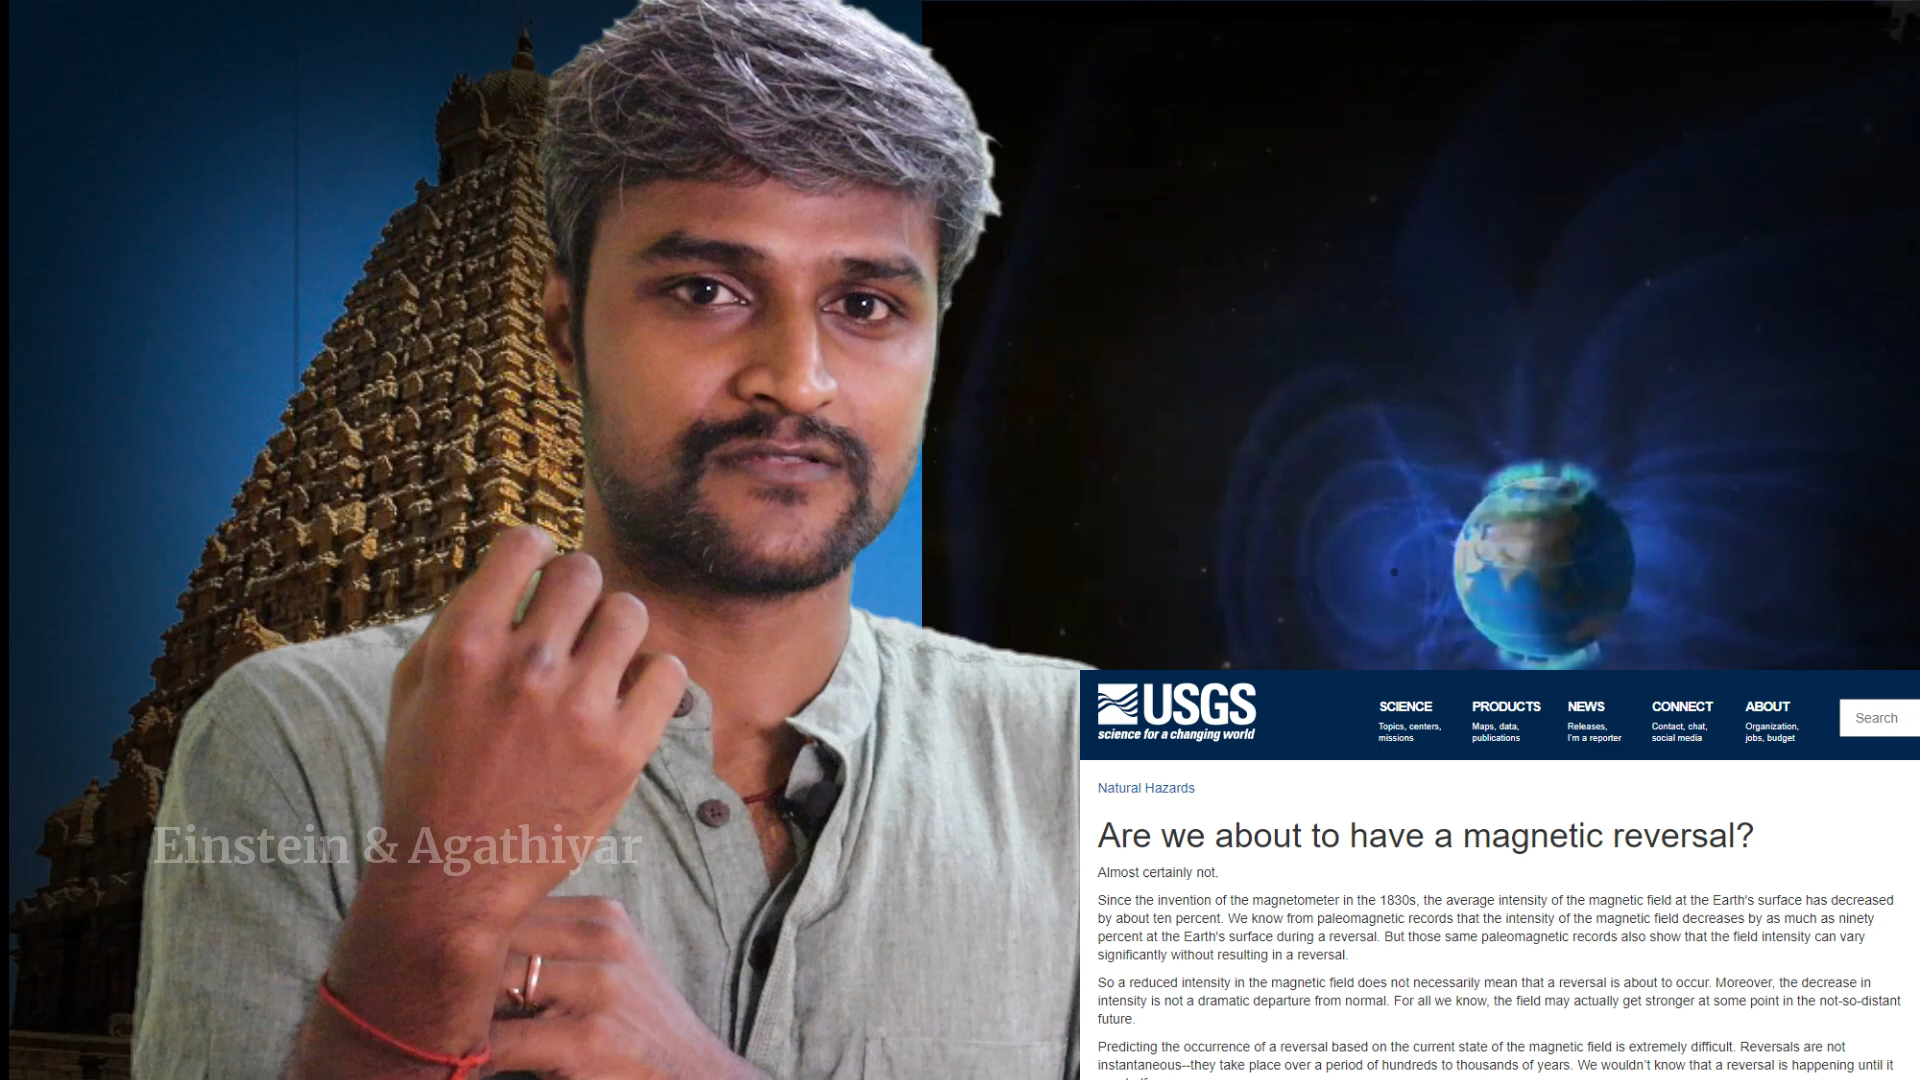 Einstein & Agathiyar
USGS
science for a changing world
SCIENCE
Topics, centers,
missions
PRODUCTS
Maps, data,
publications
NEWS
Releases,
I'm a reporter
CONNECT
Contact, chat,
social media
ABOUT
Organization,
jobs, budget
Search
Natural Hazards
Are we about to have a magnetic reversal?
Almost certainly not.
Since the invention of the magnetometer in the 1830s, the average intensity of the magnetic field at the Earth's surface has decreased
by about ten percent. We know from paleomagnetic records that the intensity of the magnetic field decreases by as much as ninety
percent at the Earth's surface during a reversal. But those same paleomagnetic records also show that the field intensity can vary
significantly without resulting in a reversal.
So a reduced intensity in the magnetic field does not necessarily mean that a reversal is about to occur. Moreover, the decrease in
intensity is not a dramatic departure from normal. For all we know, the field may actually get stronger at some point in the not-so-distant
future.
Predicting the occurrence of a reversal based on the current state of the magnetic field is extremely difficult. Reversals are not
instantaneous--they take place over a period of hundreds to thousands of years. We wouldn't know that a reversal is happening until it